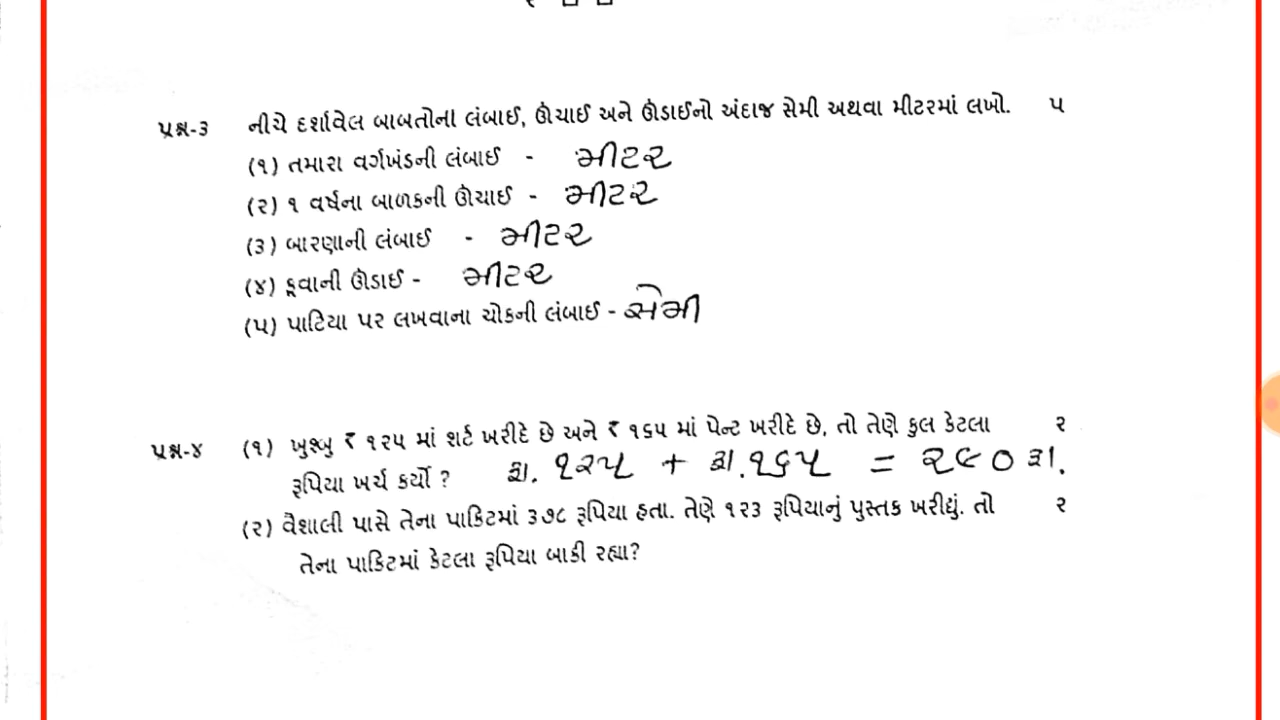 પ્રશ્ન-૩ નીચે દર્શાવેલ બાબતોના લંબાઈ, ઊંચાઈ અને ઊંડાઈનો અંદાજ સેમી અથવા મીટરમાં લખો. ૫
(૧) તમારા વર્ગખંડની લંબાઈ - મીટર
(૨) ૧ વર્ષના બાળકની ઊંચાઈ - મીટર
(૩) બારણાની લંબાઈ - મીટર
(૪) કૂવાની ઊંડાઈ - મીટર
(૫) પાટિયા પર લખવાના ચોકની લંબાઈ - સેમી
પ્રશ્ન-૪ (૧) ખુશ્બુ ₹ ૧૨૫ માં શર્ટ ખરીદે છે અને ₹ ૧૬૫ માં પેન્ટ ખરીદે છે, તો તેણે કુલ કેટલા ૨
રૂપિયા ખર્ચ કર્યો ? રૂા. ૧૨૫ + રૂા.૧૬૫ = ૨૯૦ રૂા.
(૨) વૈશાલી પાસે તેના પાકિટમાં ૩૭૮ રૂપિયા હતા. તેણે ૧૨૩ રૂપિયાનું પુસ્તક ખરીદ્યું. તો ૨
તેના પાકિટમાં કેટલા રૂપિયા બાકી રહ્યા?